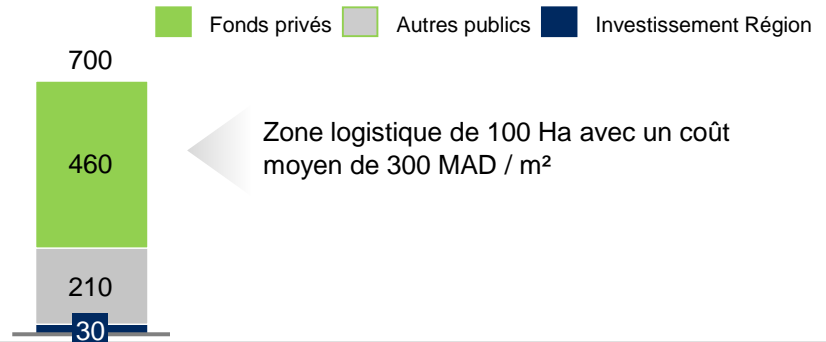 Fonds privés Autres publics Investissement Région
700
Zone logistique de 100 Ha avec un coût
moyen de 300 MAD / m²
460
210
30